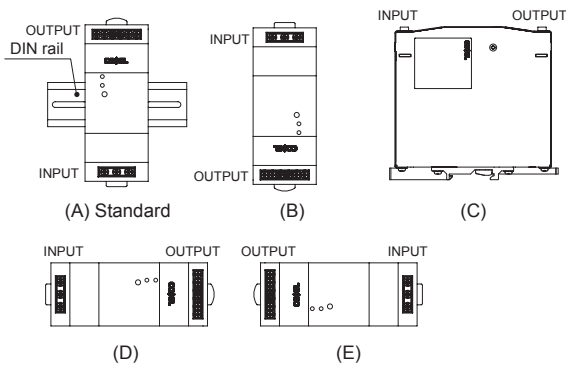 OUTPUT
DIN rail
INPUT
(A) Standard
INPUT
OUTPUT
(B)
INPUT OUTPUT
(C)
INPUT OUTPUT
(D)
OUTPUT INPUT
(E)